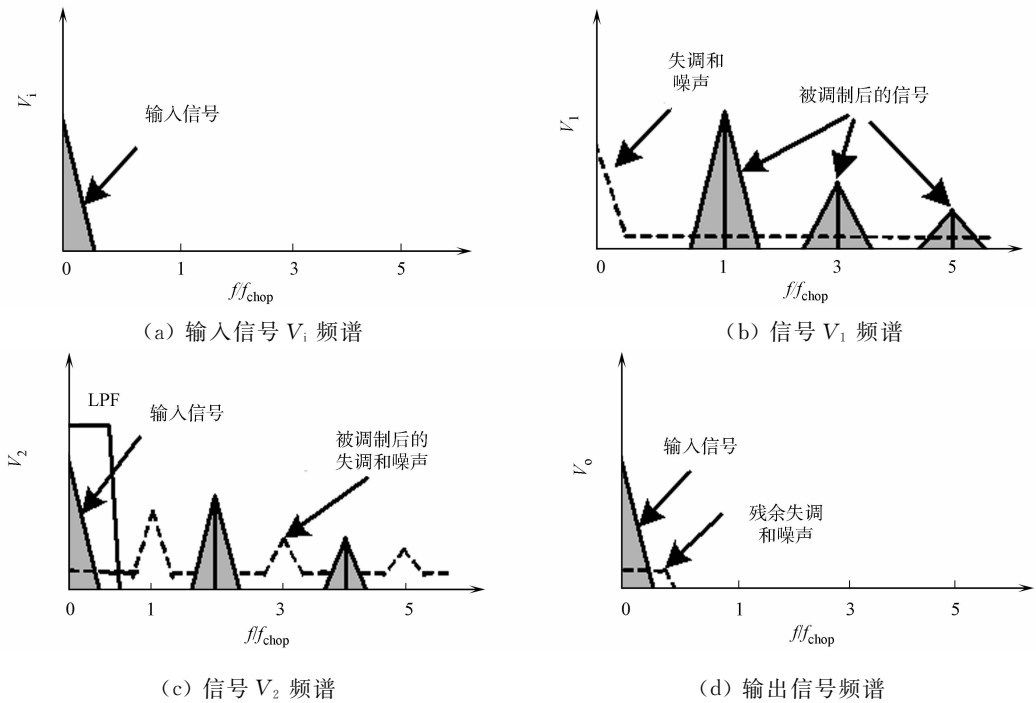 V_i
输入信号
0 1 3 5
f/f_chop
(a) 输入信号 V_i 频谱
V_1
失调和
噪声
被调制后的信号
0 1 3 5
f/f_chop
(b) 信号 V_1 频谱
V_2
LPF
输入信号
被调制后的
失调和噪声
0 1 3 5
f/f_chop
(c) 信号 V_2 频谱
V_o
输入信号
残余失调
和噪声
0 1 3 5
f/f_chop
(d) 输出信号频谱